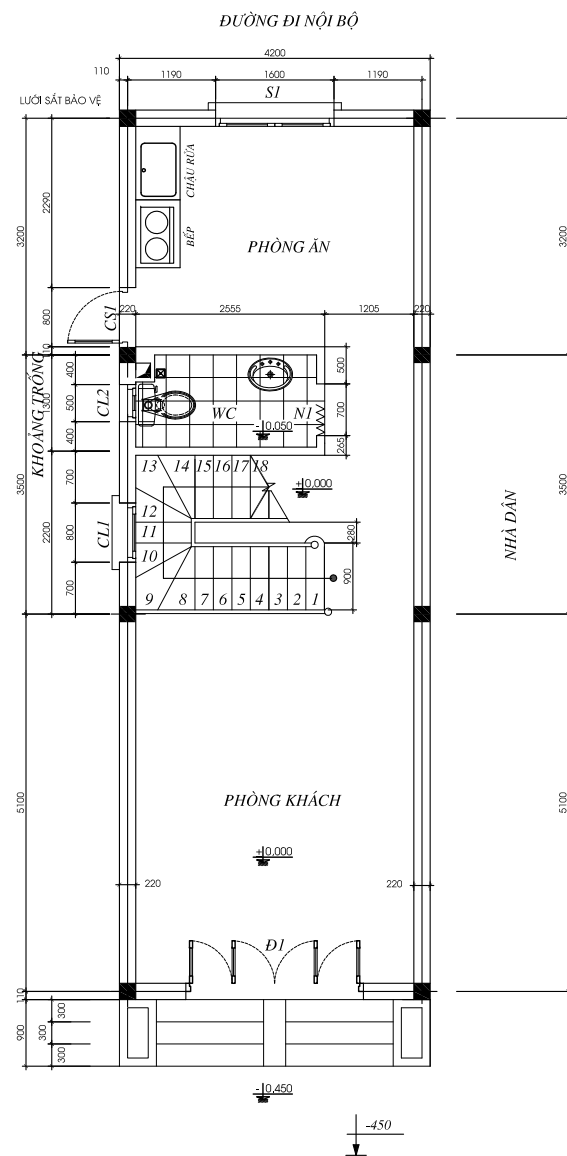 ĐƯỜNG ĐI NỘI BỘ
4200
110 1190 1600 1190
S1
LƯỚI SẮT BẢO VỆ
CHẬU RỬA
BẾP
2290
3200
3200
PHÒNG ĂN
800
CS1
220 2555 1205 220
110
KHOẢNG TRỐNG
400
500
1300
500
CL2
WC
N1
700
- 0,050
400
265
13 14 15 16 17 18
700
+ 0,000
12
3500
3500
2200
800
CL1
11
280
NHÀ DÂN
10
900
700
9 8 7 6 5 4 3 2 1
5100
5100
PHÒNG KHÁCH
+ 0,000
220
220
Đ1
110
300
900
300
300
- 0,450
-450